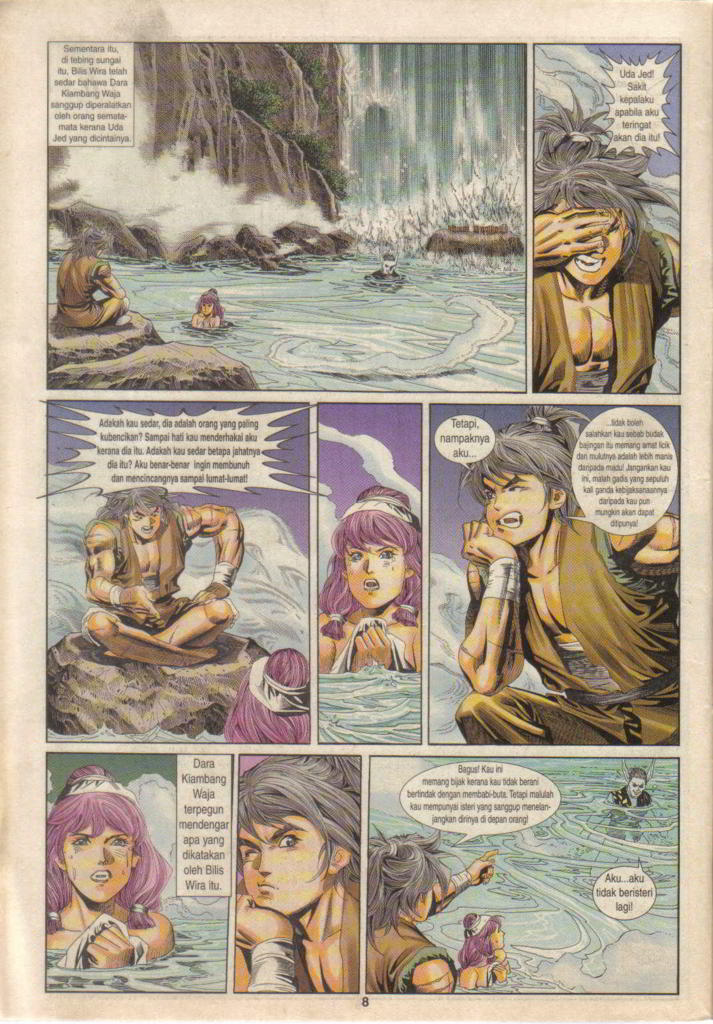 Sementara itu,
di tebing sungai
itu, Bilis Wira telah
sedar bahawa Dara
Kiambang Waja
sanggup diperalatkan
oleh orang semata-
mata kerana Uda
Jed yang dicintainya.
Uda Jed!
Sakit
kepalaku
apabila aku
teringat
akan dia itu!
Adakah kau sedar, dia adalah orang yang paling
kubencikan? Sampai hati kau menderhakai aku
kerana dia itu. Adakah kau sedar betapa jahatnya
dia itu? Aku benar-benar ingin membunuh
dan mencincangnya sampai lumat-lumat!
Tetapi,
nampaknya
aku...
...tidak boleh
salahkan kau sebab budak
bajingan itu memang amat licik
dan mulutnya adalah lebih manis
daripada madu! Jangankan kau
ini, malah gadis yang sepuluh
kali ganda kebijaksanaannya
daripada kau pun
mungkin akan dapat
ditipunya!
Dara
Kiambang
Waja
terpegun
mendengar
apa yang
dikatakan
oleh Bilis
Wira itu.
Bagus! Kau ini
memang bijak kerana kau tidak berani
bertindak dengan membabi-buta. Tetapi malulah
kau mempunyai isteri yang sanggup menelan-
jangkan dirinya di depan orang!
Aku...aku
tidak beristeri
lagi!
8